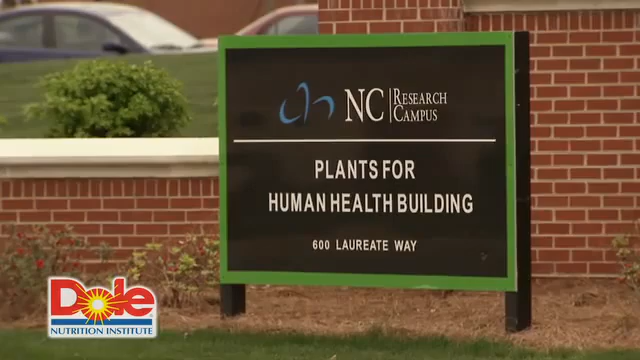 NC RESEARCH
CAMPUS
PLANTS FOR
HUMAN HEALTH BUILDING
600 LAUREATE WAY
Dole
NUTRITION INSTITUTE